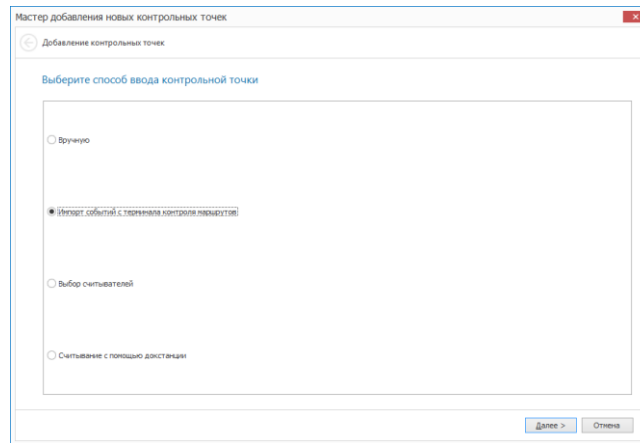 Мастер добавления новых контрольных точек
Добавление контрольных точек
Выберите способ ввода контрольной точки
Вручную
Импорт событий с терминала контроля маршрутов
Выбор считывателей
Считывание с помощью докстанции
Далее > Отмена